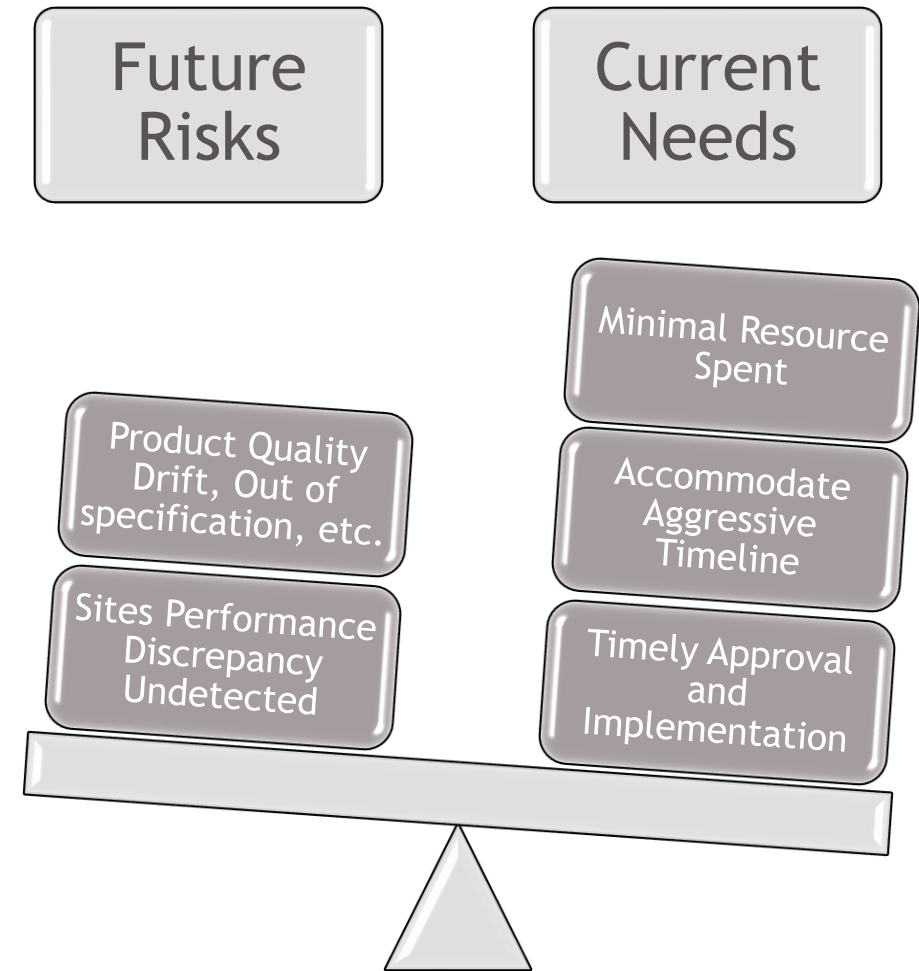 Future
Risks
Current
Needs
Product Quality
Drift, Out of
specification, etc.
Sites Performance
Discrepancy
Undetected
Minimal Resource
Spent
Accommodate
Aggressive
Timeline
Timely Approval
and
Implementation